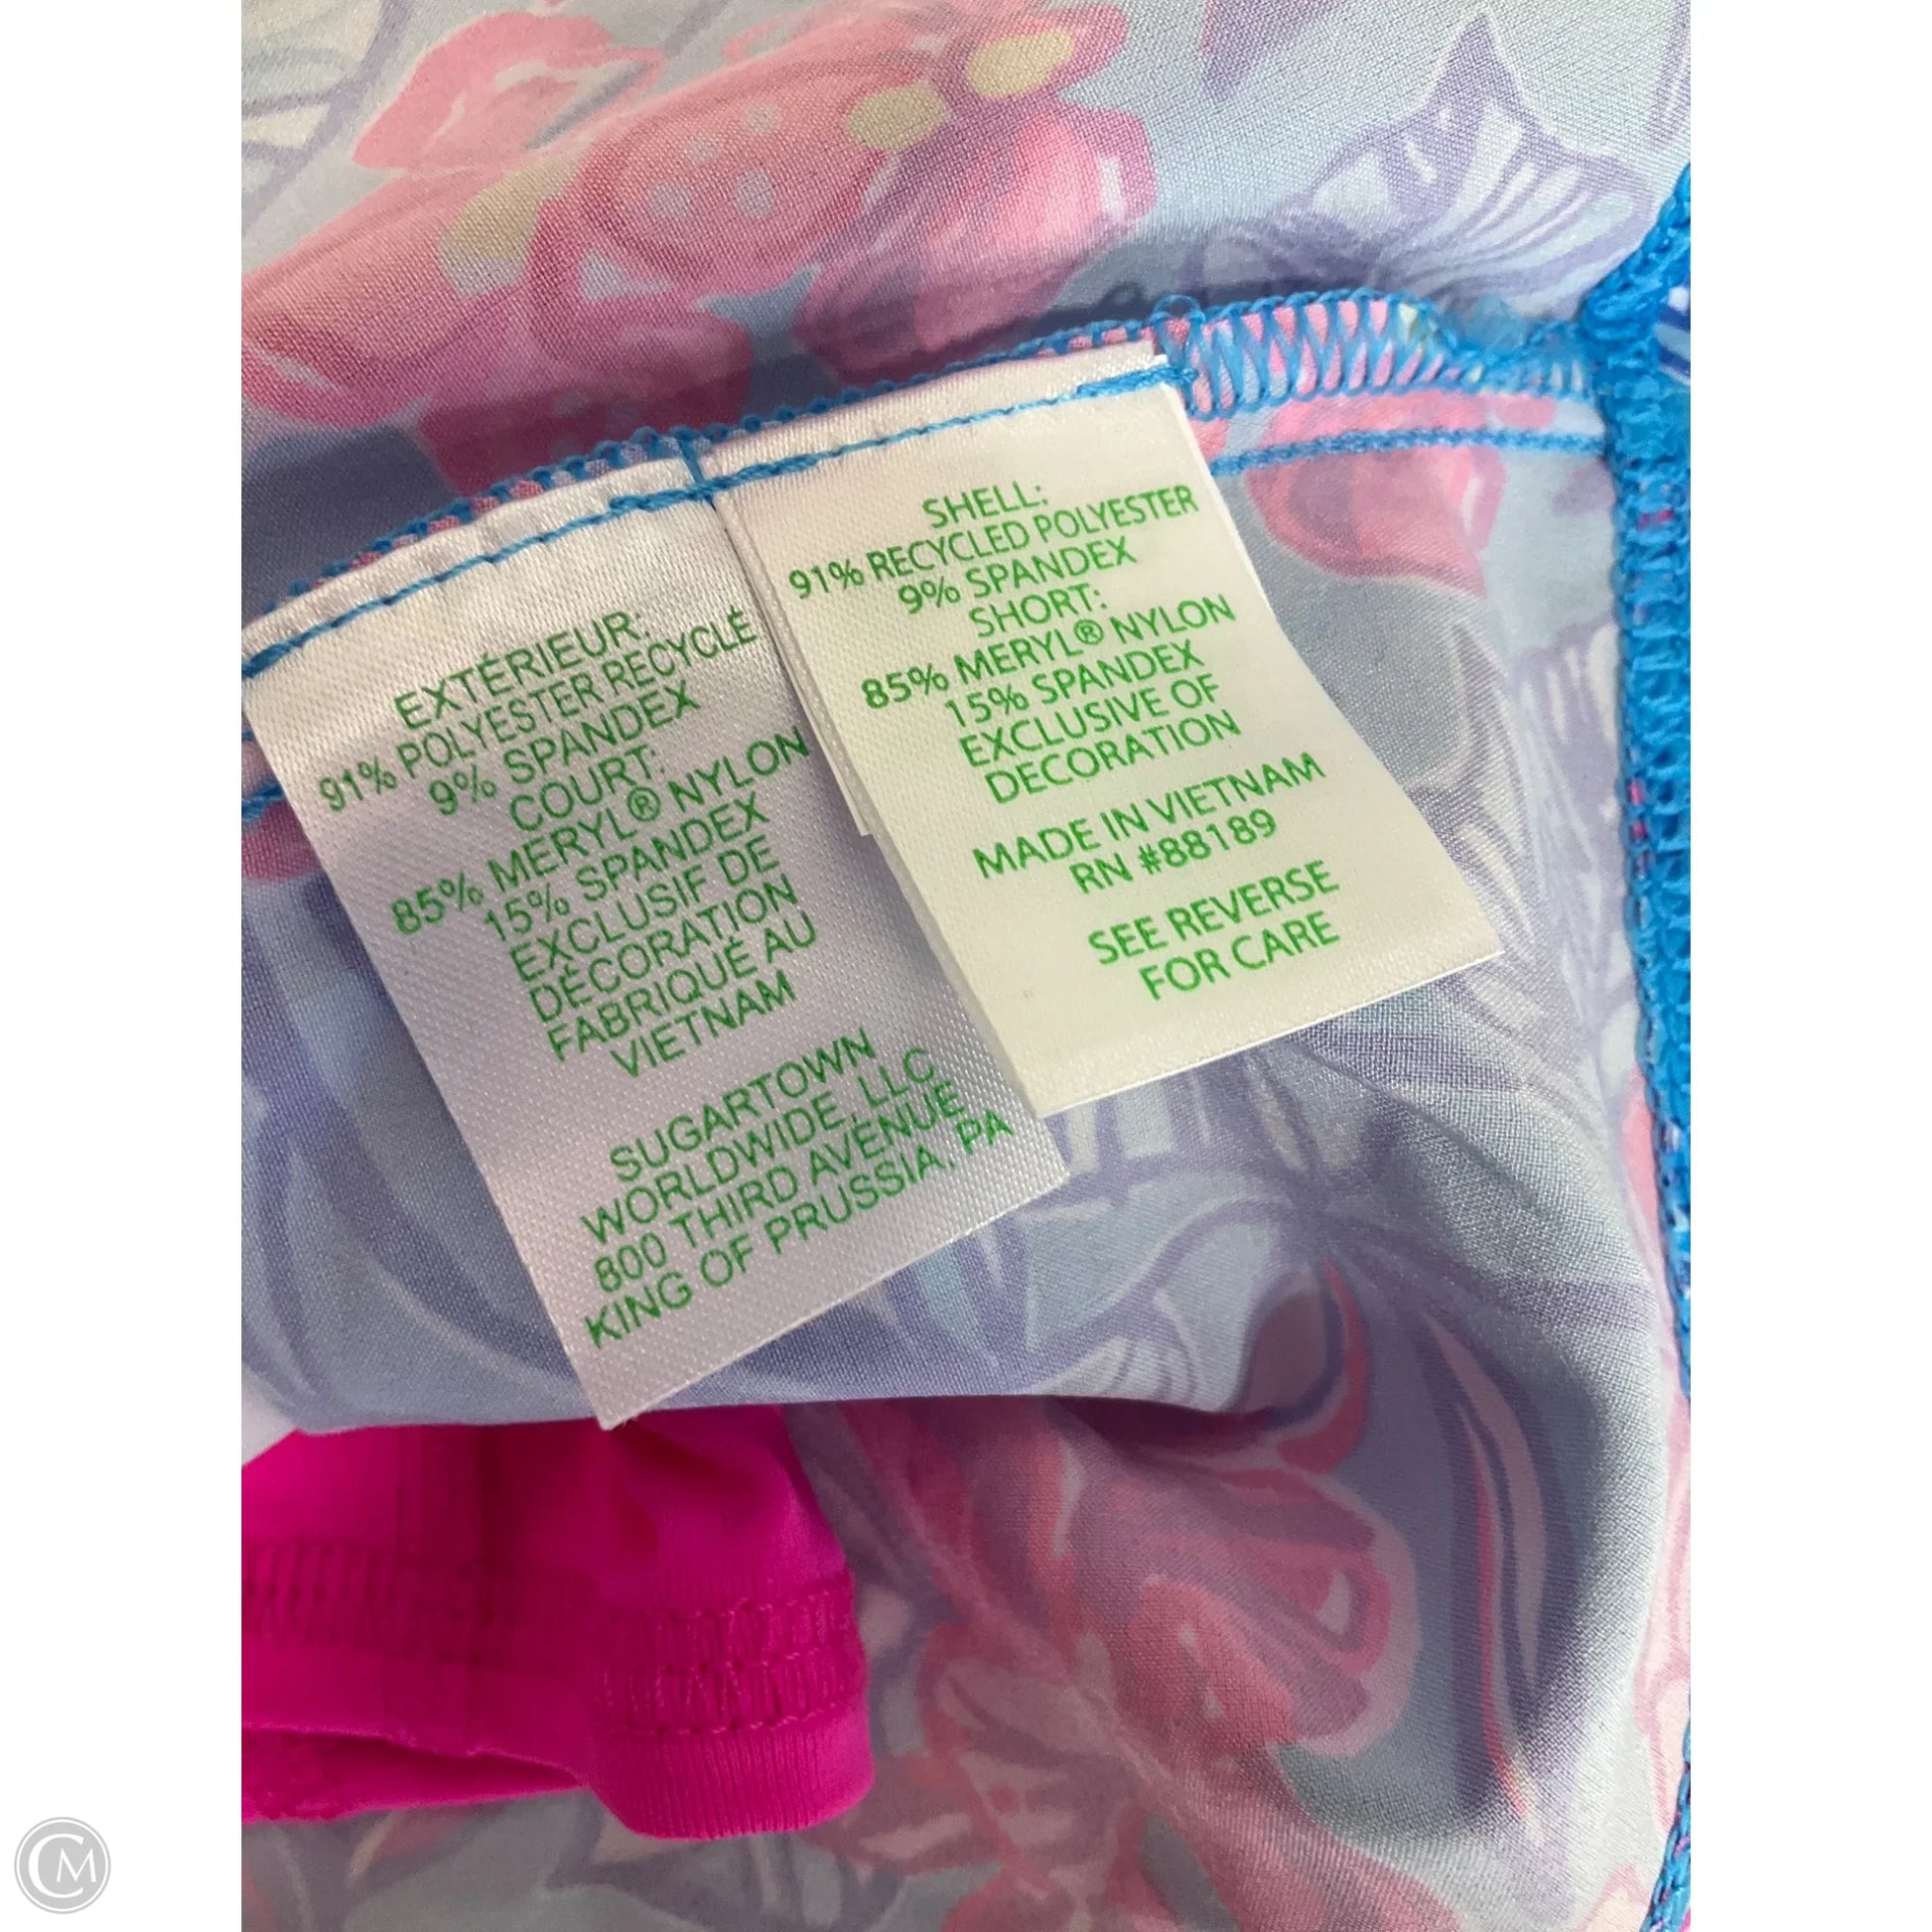 EXTÉRIEUR:
91% POLYESTER RECYCLÉ
9% SPANDEX
COURT:
85% MERYL® NYLON
15% SPANDEX
EXCLUSIF DE
DÉCORATION
FABRIQUÉ AU
VIETNAM
SUGARTOWN
WORLDWIDE, LLC
800 THIRD AVENUE
KING OF PRUSSIA, PA
SHELL:
91% RECYCLED POLYESTER
9% SPANDEX
SHORT:
85% MERYL® NYLON
15% SPANDEX
EXCLUSIVE OF
DECORATION
MADE IN VIETNAM
RN #88189
SEE REVERSE
FOR CARE
CM